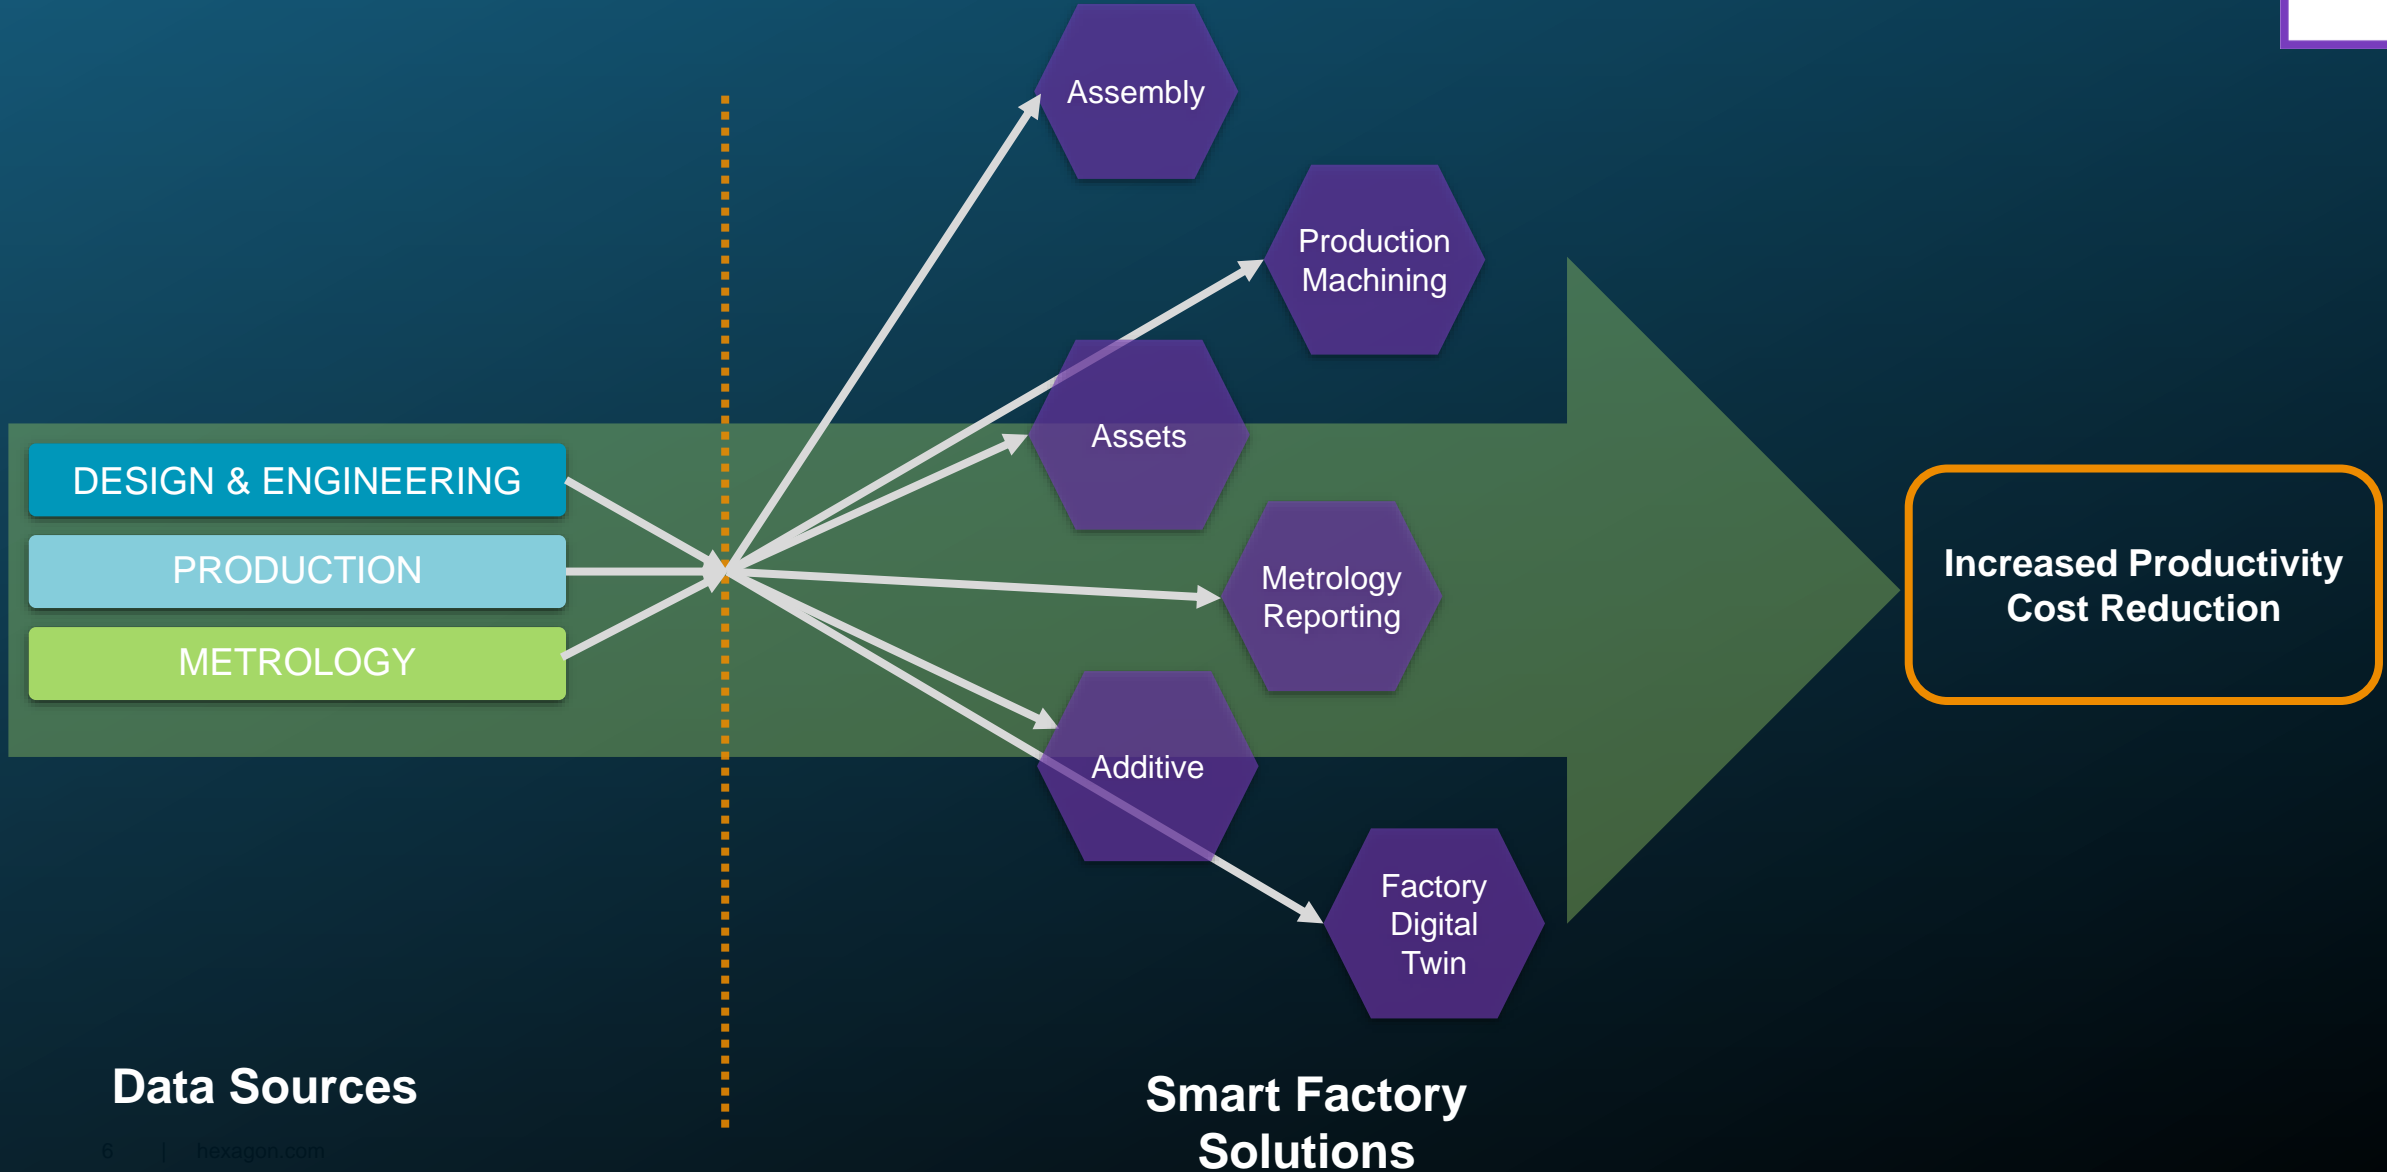 Assembly
Production
Machining
Assets
DESIGN & ENGINEERING
PRODUCTION
METROLOGY
Metrology
Reporting
Increased Productivity
Cost Reduction
Additive
Factory
Digital
Twin
Data Sources
Smart Factory
Solutions
6 | hexagon.com